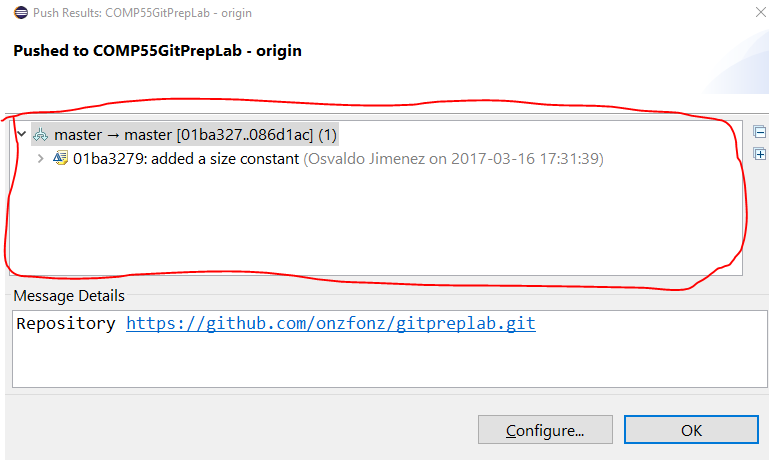 Push Results: COMP55GitPrepLab - origin
Pushed to COMP55GitPrepLab - origin
master → master [01ba327..086d1ac] (1)
01ba3279: added a size constant (Osvaldo Jimenez on 2017-03-16 17:31:39)
Message Details
Repository https://github.com/onzfonz/gitpreplab.git
Configure...
OK